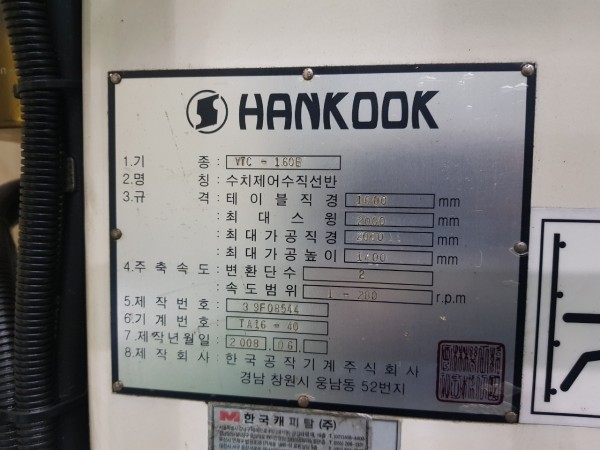 HANKOOK
1.기 종 : VTC - 160E
2.명 칭 : 수치제어수직선반
3.규 격 : 테이블직경 1600 mm
최대스윙 2000 mm
최대가공직경 mm
최대가공높이 mm
4.주축속도 : 변환단수 2
속도범위 1 - 280 r.p.m
5.제작번호 : 39F08544
6.기계번호 : TA16 - 40
7.제작년월일 : 2008. 06.
8.제작회사 : 한국공작기계주식회사
경남 창원시 웅남동 52번지
한국캐피탈(주)